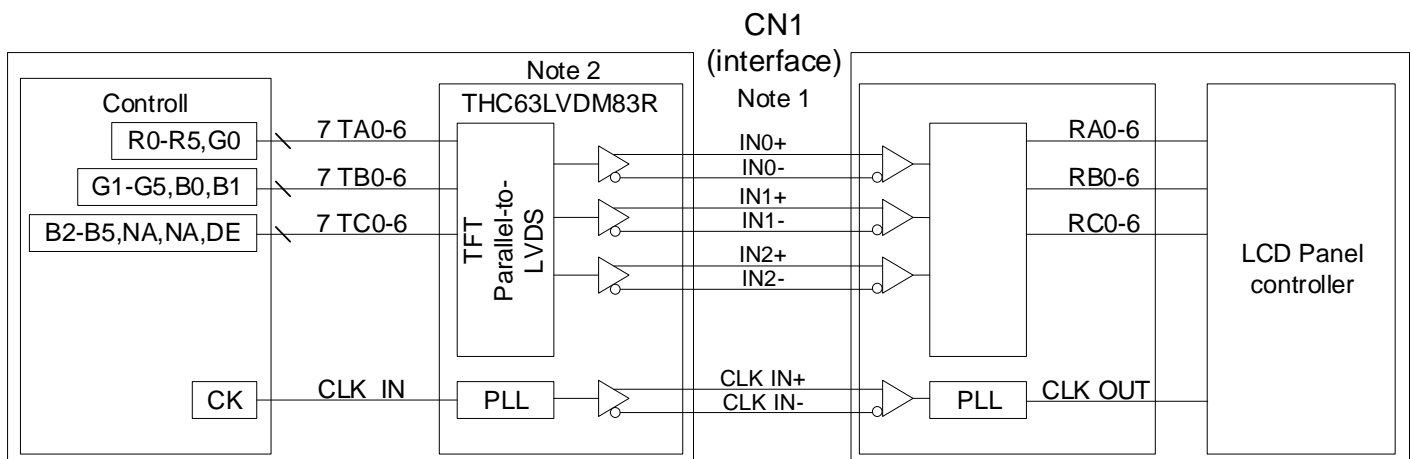 CN1
(interface)
Note 1
Note 2
THC63LVDM83R
Controll
R0-R5,G0
G1-G5,B0,B1
B2-B5,NA,NA,DE
CK
7 TA0-6
7 TB0-6
7 TC0-6
CLK IN
TFT
Parallel-to-
LVDS
PLL
IN0+
IN0-
IN1+
IN1-
IN2+
IN2-
CLK IN+
CLK IN-
PLL
RA0-6
RB0-6
RC0-6
CLK OUT
LCD Panel
controller